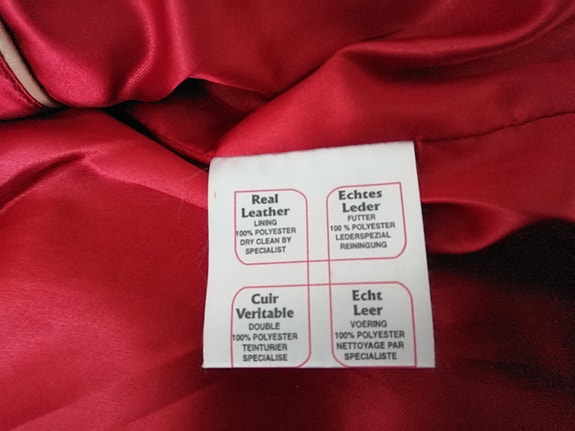 Real
Leather
LINING
100% POLYESTER
DRY CLEAN BY
SPECIALIST
Echtes
Leder
FUTTER
100 % POLYESTER
LEDERSPEZIAL
REINIGUNG
Cuir
Veritable
DOUBLE
100% POLYESTER
TEINTURIER
SPECIALISE
Echt
Leer
VOERING
100% POLYESTER
NETTOYAGE PAR
SPECIALISTE